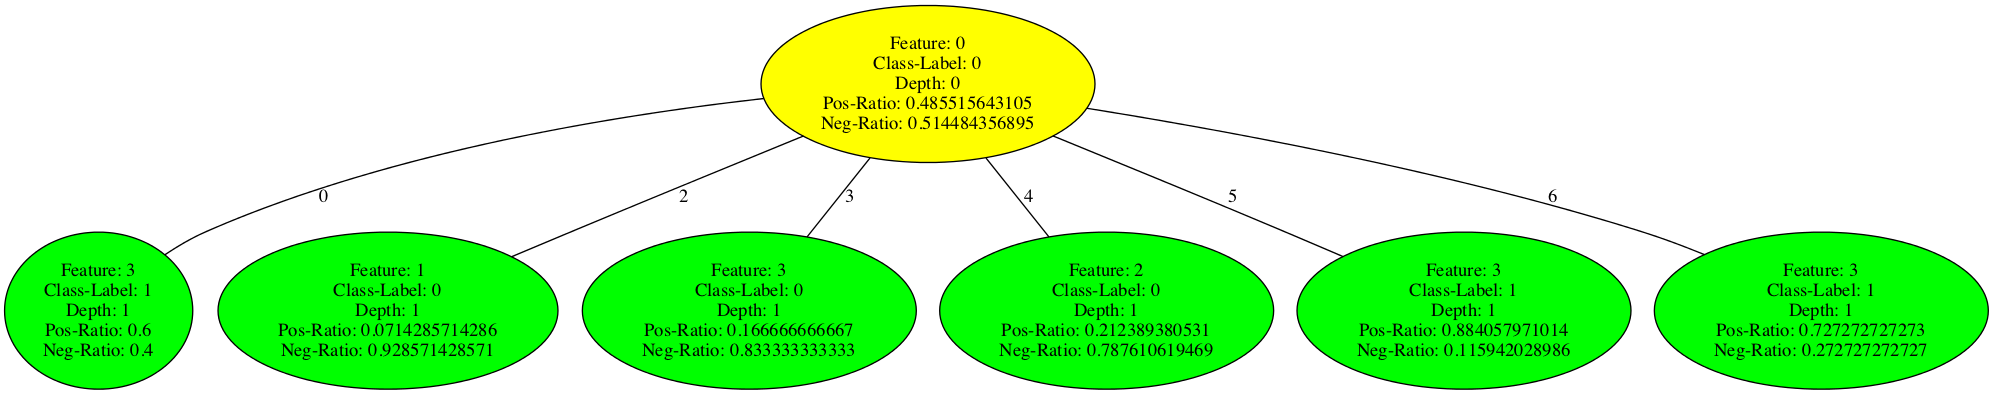 Feature: 0
Class-Label: 0
Depth: 0
Pos-Ratio: 0.485515643105
Neg-Ratio: 0.514484356895
0
2
3
4
5
6
Feature: 3
Class-Label: 1
Depth: 1
Pos-Ratio: 0.6
Neg-Ratio: 0.4
Feature: 1
Class-Label: 0
Depth: 1
Pos-Ratio: 0.0714285714286
Neg-Ratio: 0.928571428571
Feature: 3
Class-Label: 0
Depth: 1
Pos-Ratio: 0.166666666667
Neg-Ratio: 0.833333333333
Feature: 2
Class-Label: 0
Depth: 1
Pos-Ratio: 0.212389380531
Neg-Ratio: 0.787610619469
Feature: 3
Class-Label: 1
Depth: 1
Pos-Ratio: 0.884057971014
Neg-Ratio: 0.115942028986
Feature: 3
Class-Label: 1
Depth: 1
Pos-Ratio: 0.727272727273
Neg-Ratio: 0.272727272727